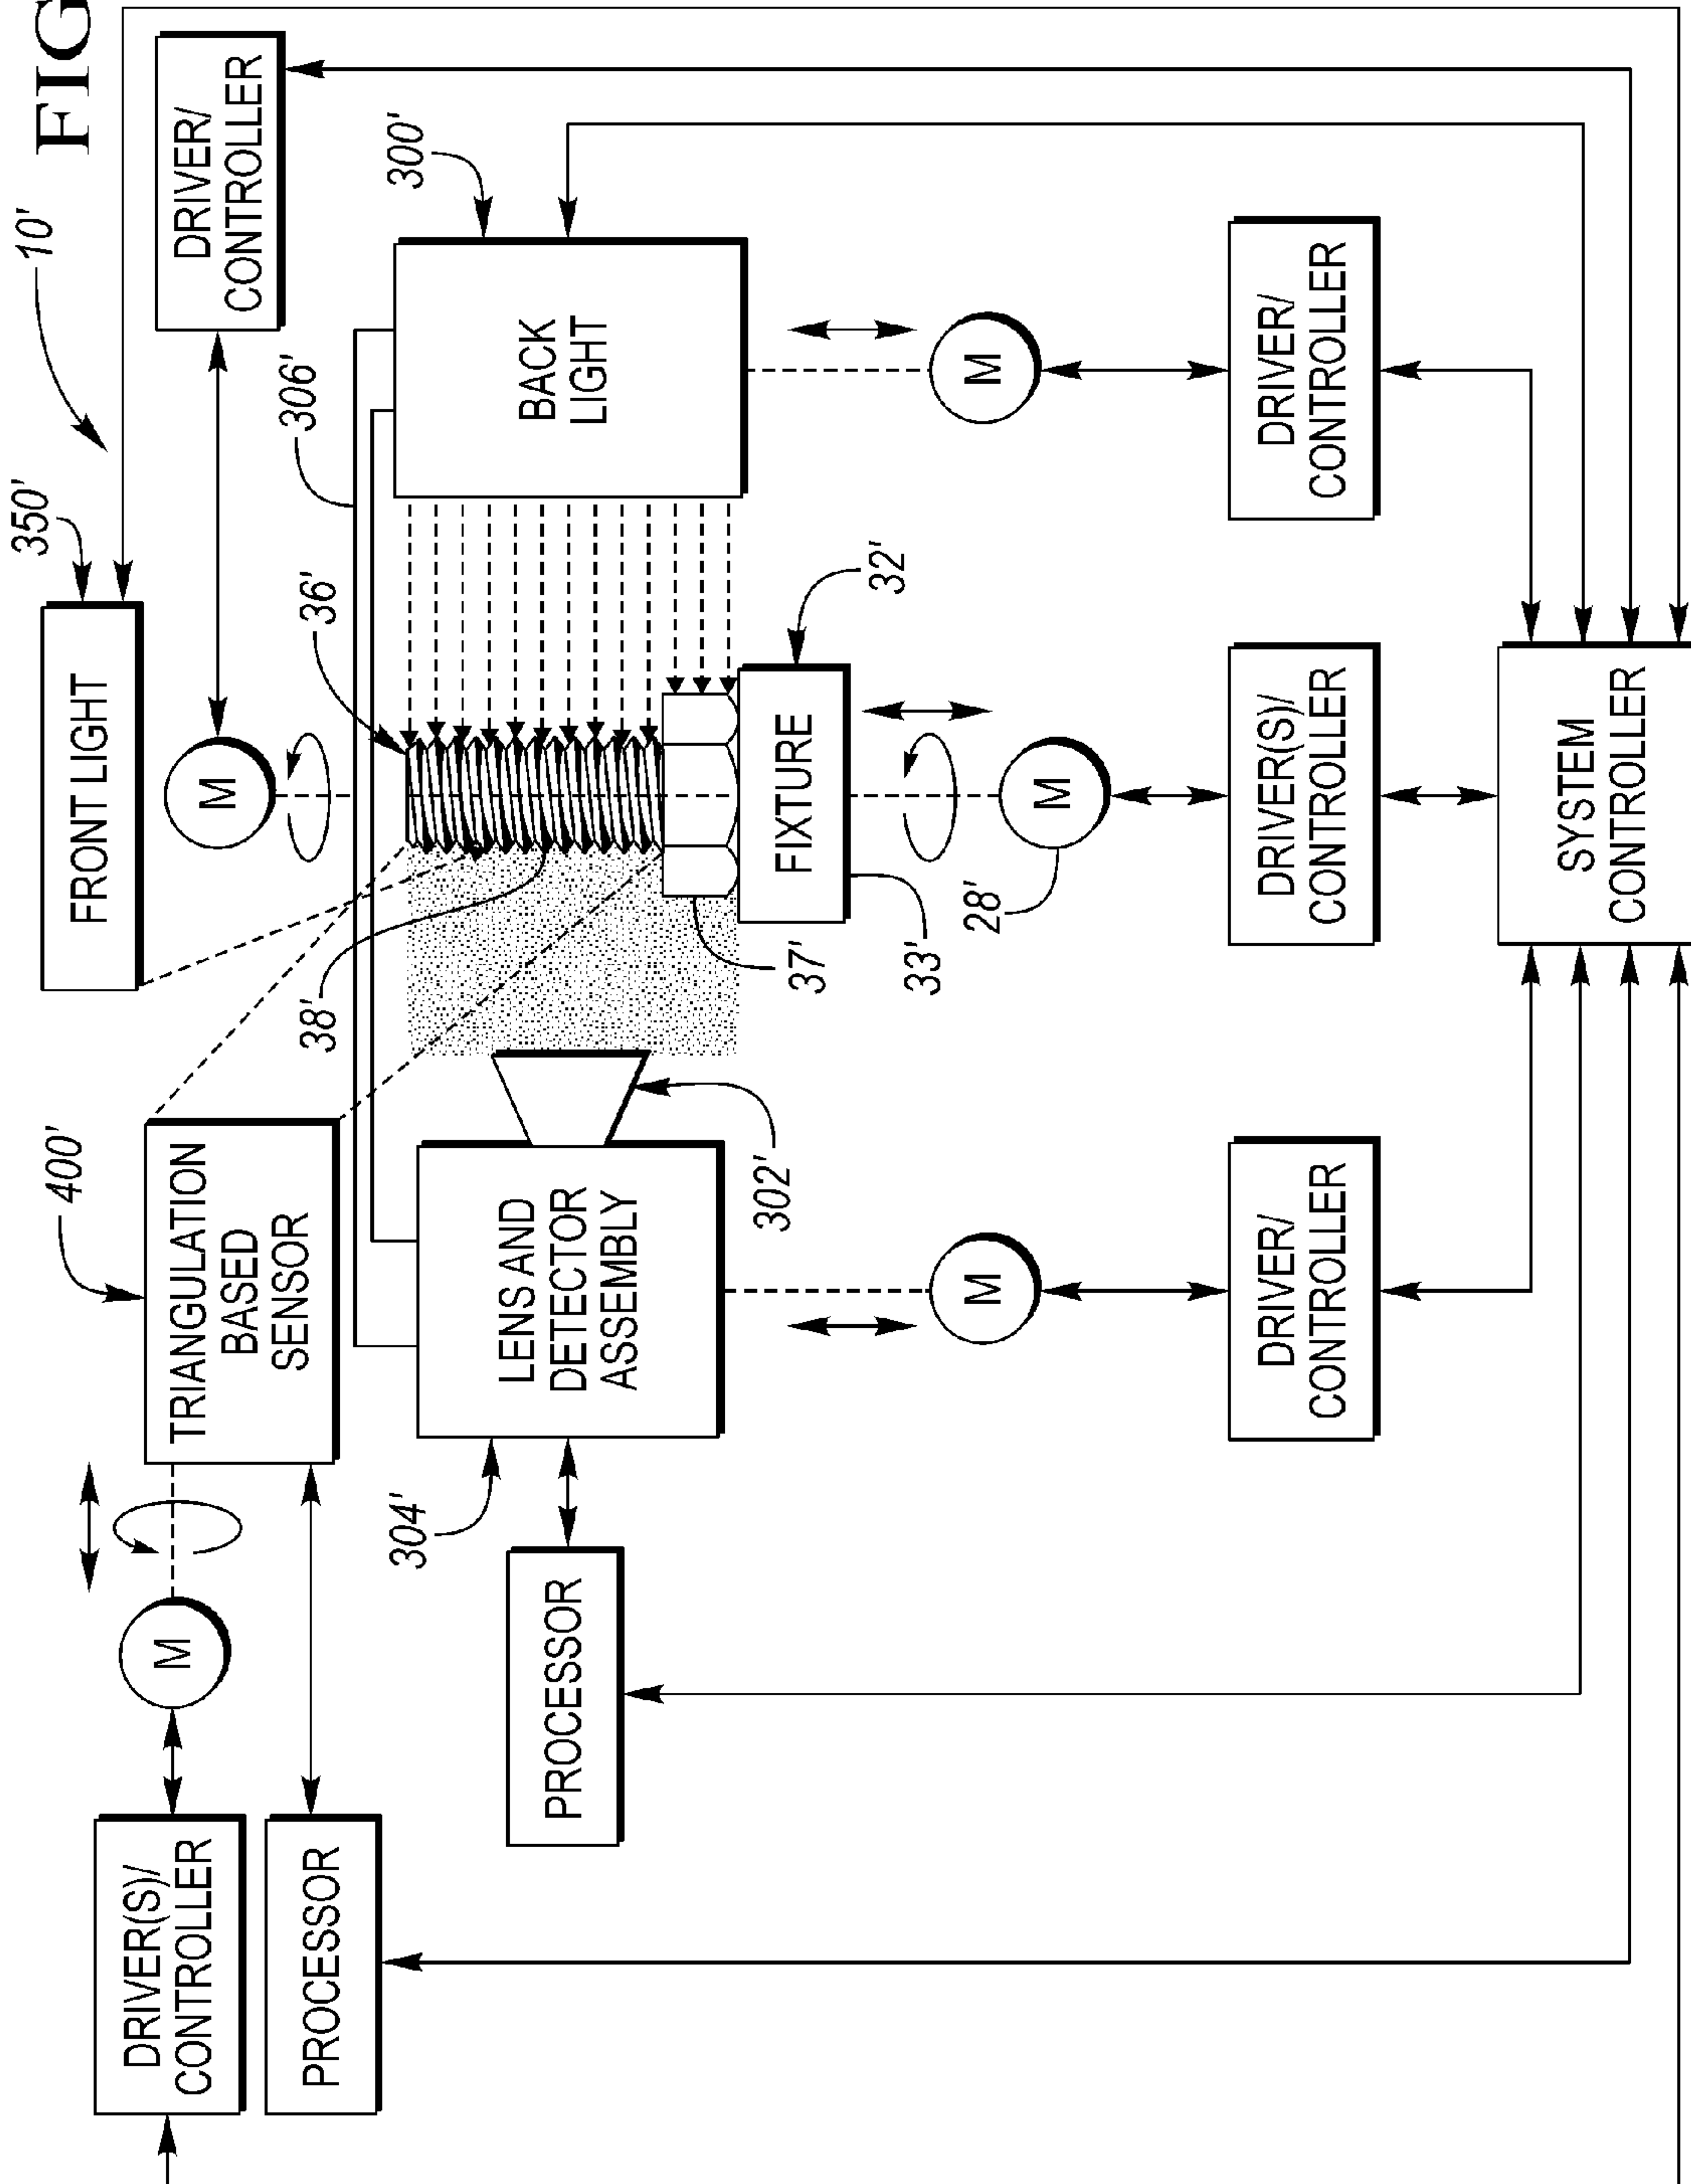 FIG
10'
350'
400'
FRONT LIGHT
DRIVER(S)/
CONTROLLER
M
TRIANGULATION
BASED
SENSOR
M
DRIVER/
CONTROLLER
PROCESSOR
38'
36'
306'
304'
300'
LENS AND
DETECTOR
ASSEMBLY
BACK
LIGHT
PROCESSOR
302'
37'
FIXTURE
32'
33'
28'
M
M
M
DRIVER/
CONTROLLER
DRIVER(S)/
CONTROLLER
DRIVER/
CONTROLLER
SYSTEM
CONTROLLER